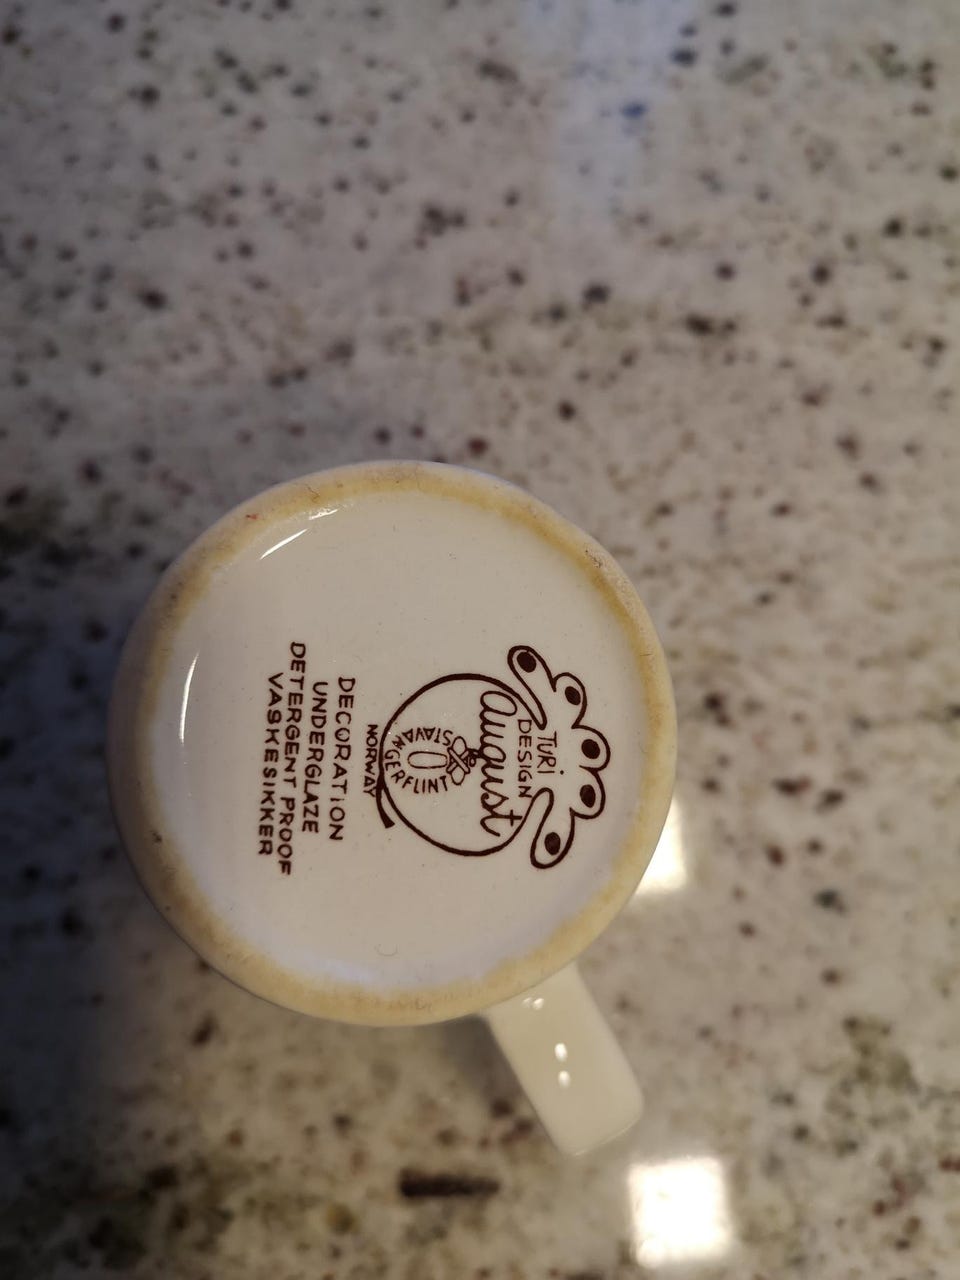 TURI
DESIGN
August
STAVANGERFLINT
NORWAY
DECORATION
UNDERGLAZE
DETERGENT PROOF
VASKESIKKER